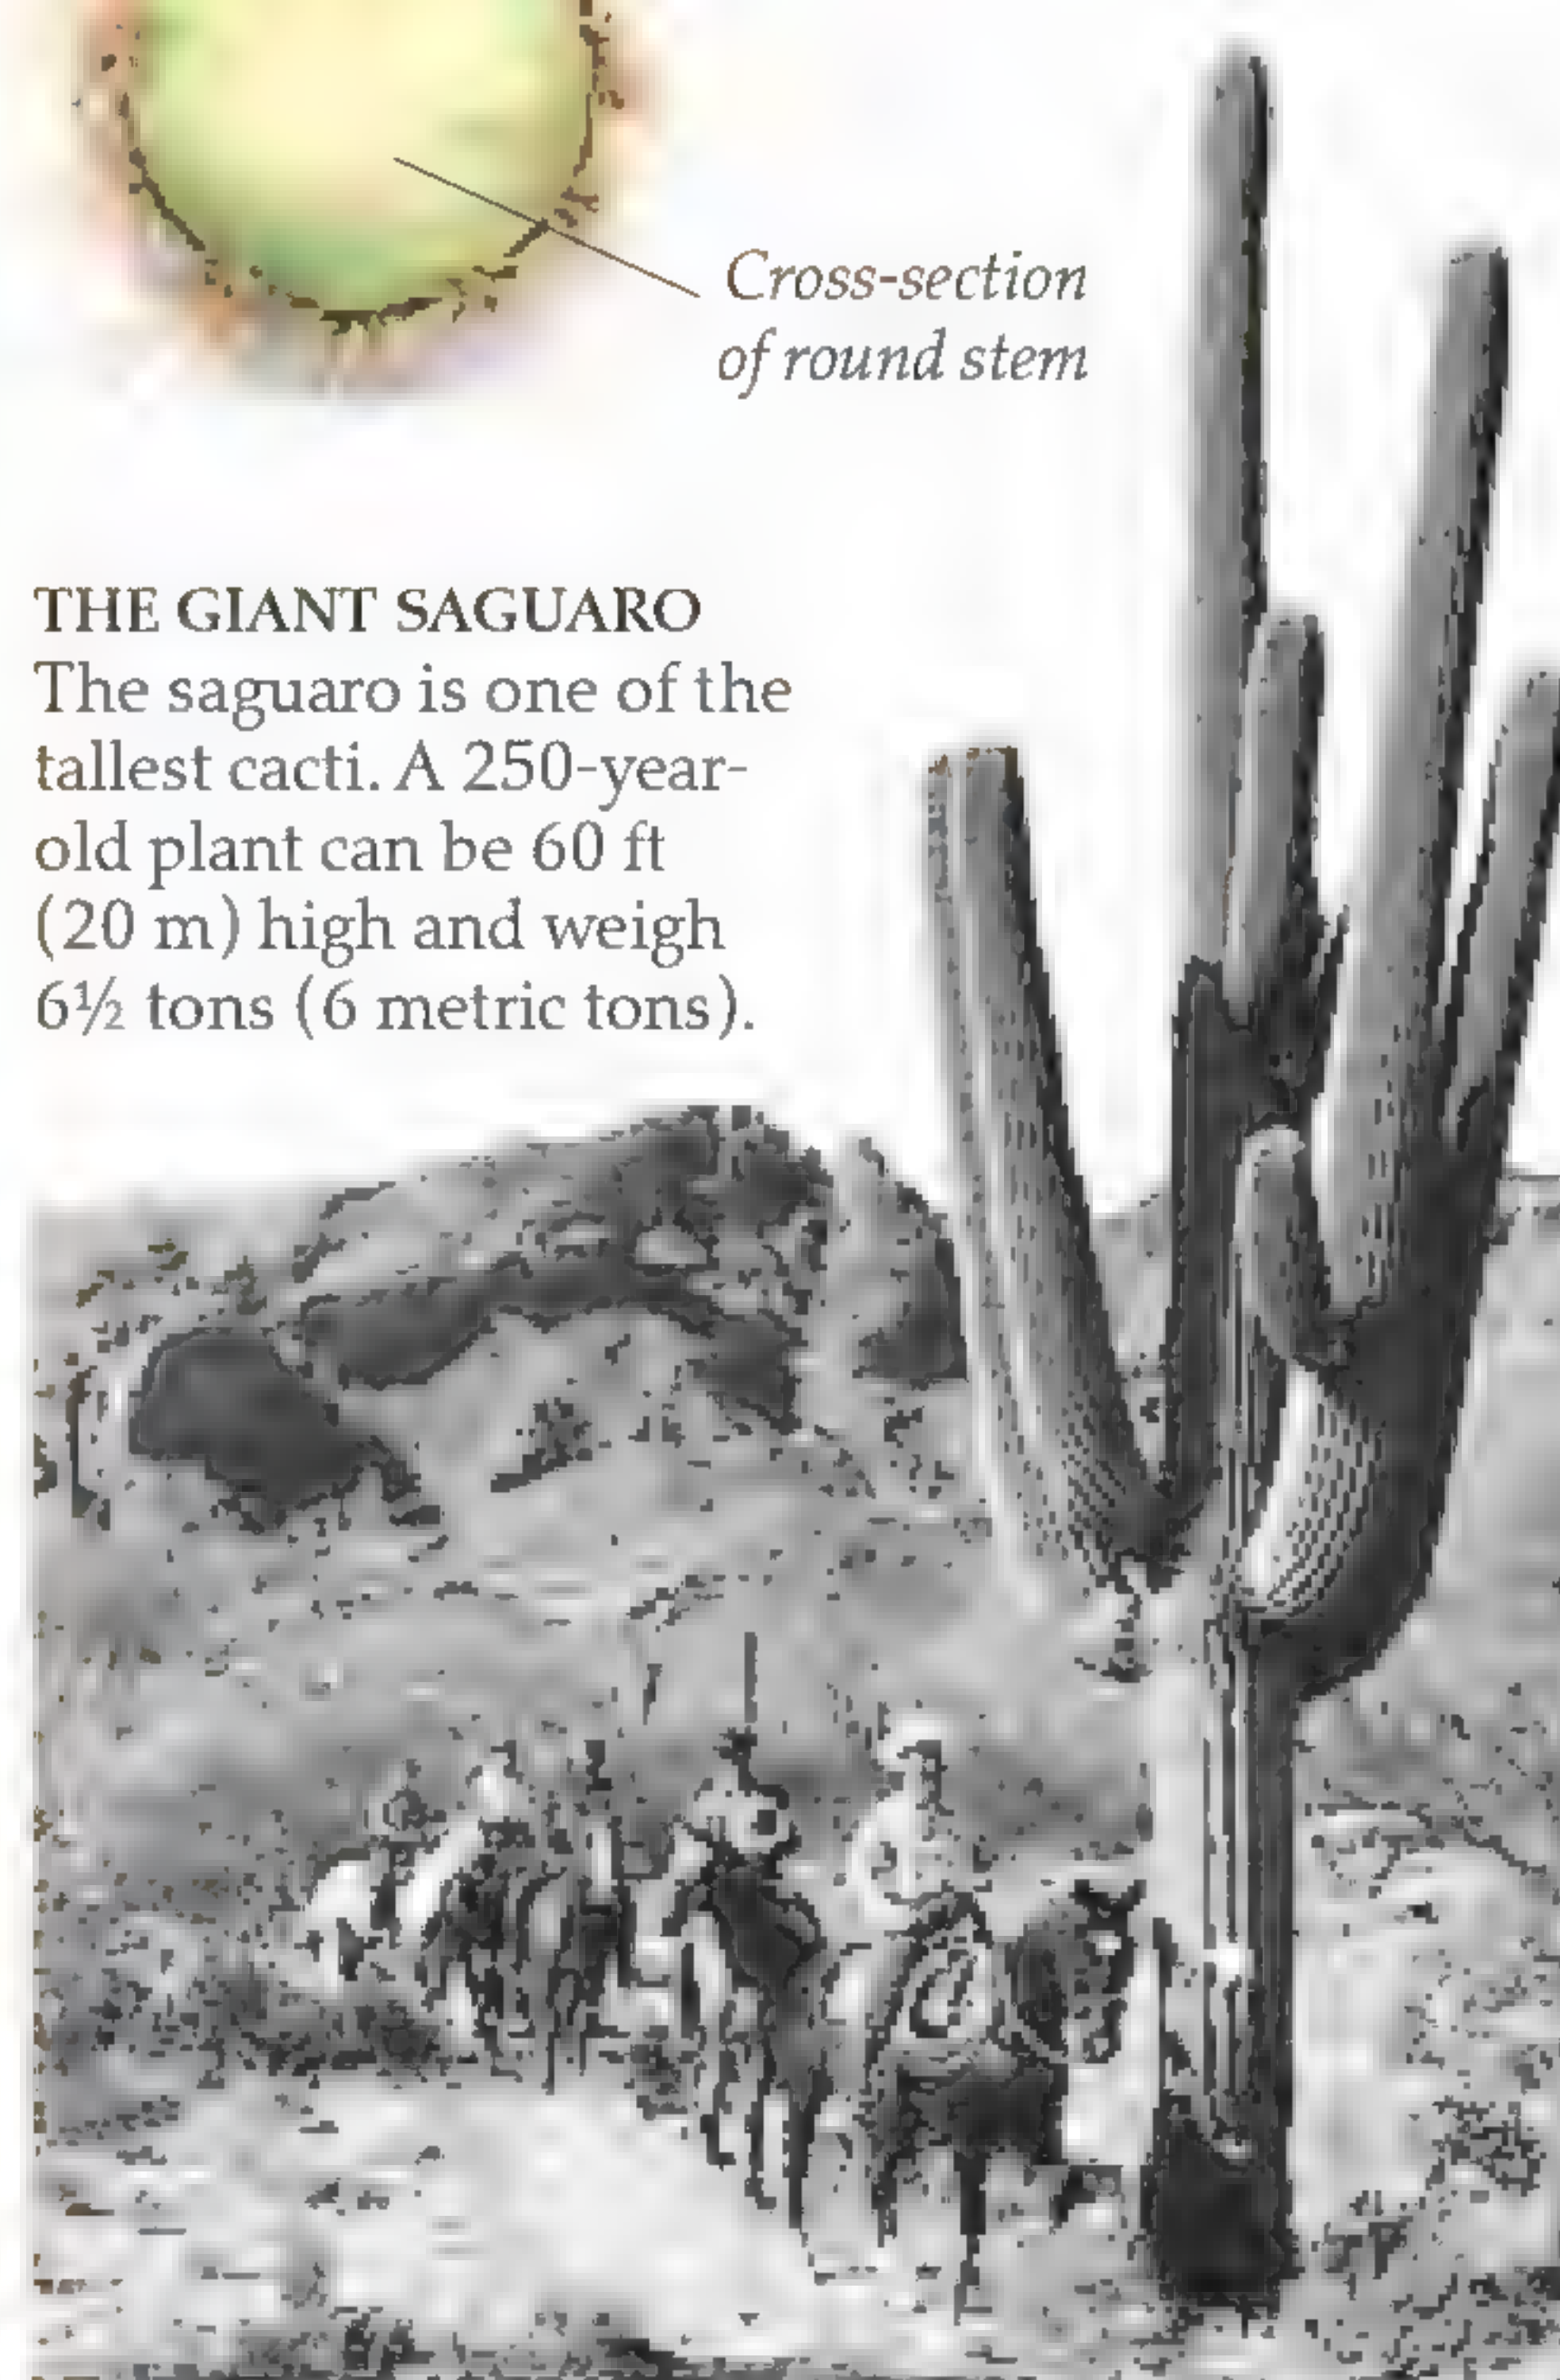 Cross-section
of round stem
THE GIANT SAGUARO
The saguaro is one of the
tallest cacti. A 250-year-
old plant can be 60 ft
(20 m) high and weigh
6½ tons (6 metric tons).